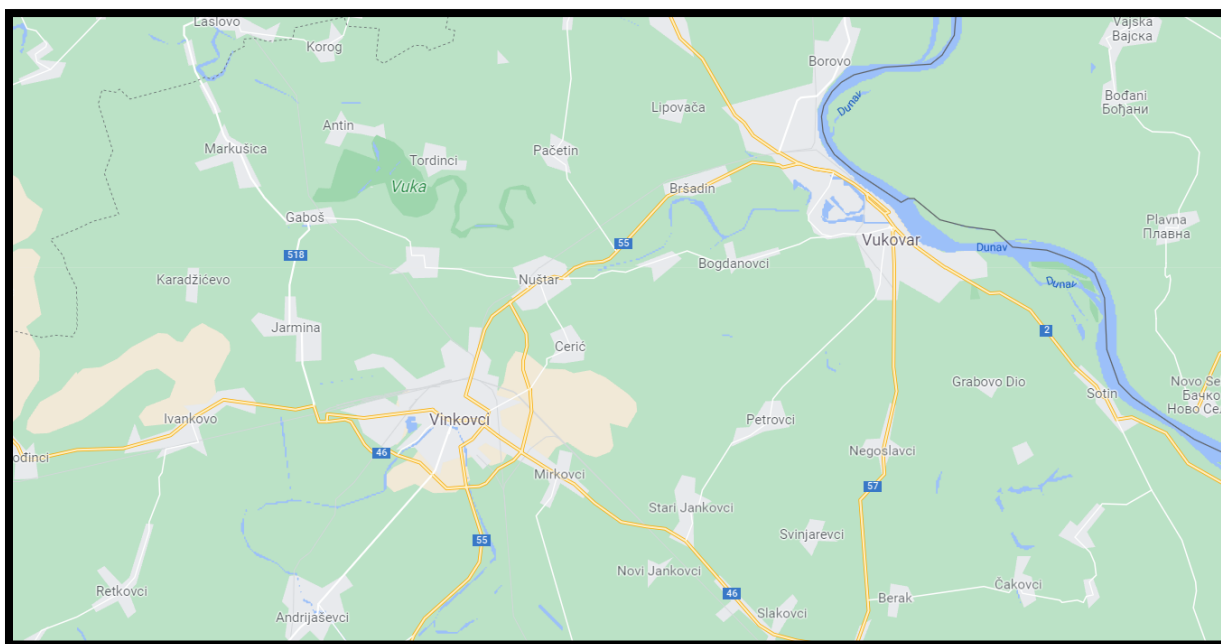 Laslovo
Korog
Borovo
Vajska
Вајска
Dunav
Lipovača
Bođani
Бођани
Antin
Markušica
Tordinci
Pačetin
Vuka
Bršadin
Gaboš
55
518
Vukovar
Dunav
Plavna
Плавна
Bogdanovci
Karadžićevo
Nuštar
Dunav
Jarmina
2
Cerić
Grabovo Dio
Novo Se
Бачко
Ново Сел
Sotin
Ivankovo
Vinkovci
Petrovci
46
Negoslavci
ođinci
Mirkovci
57
Stari Jankovci
Svinjarevci
55
Novi Jankovci
Retkovci
46
Čakovci
Berak
Slakovci
Andrijaševci